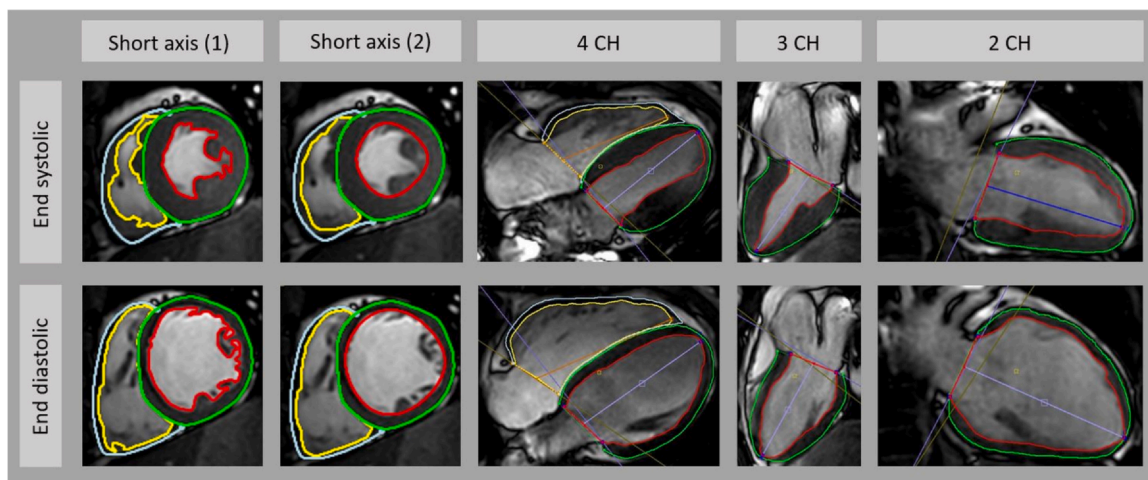 Short axis (1)
Short axis (2)
4 CH
3 CH
2 CH
End systolic
End diastolic